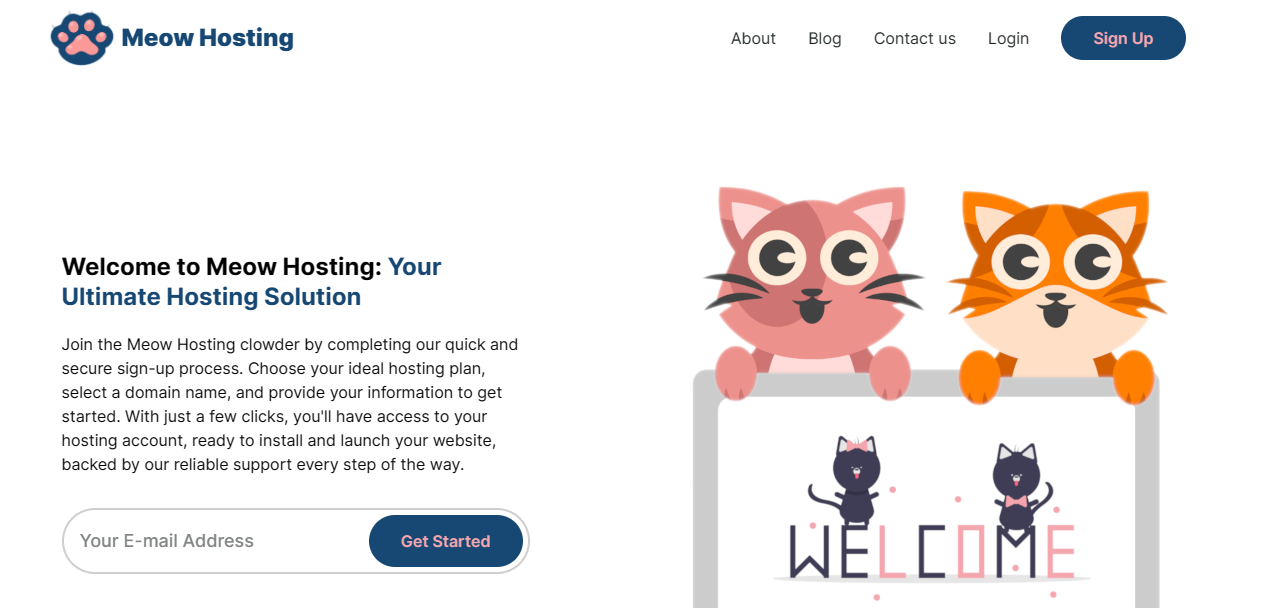 Meow Hosting
About Blog Contact us Login Sign Up
Welcome to Meow Hosting: Your
Ultimate Hosting Solution
Join the Meow Hosting clowder by completing our quick and
secure sign-up process. Choose your ideal hosting plan,
select a domain name, and provide your information to get
started. With just a few clicks, you'll have access to your
hosting account, ready to install and launch your website,
backed by our reliable support every step of the way.
Your E-mail Address Get Started
WELCOME